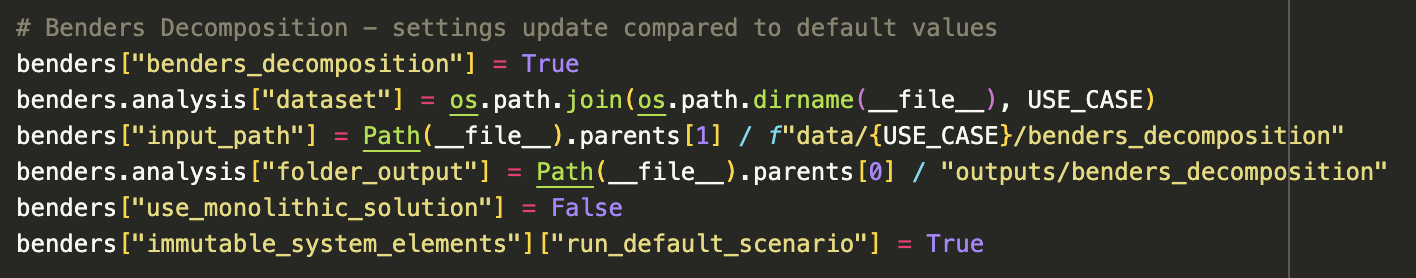 # Benders Decomposition - settings update compared to default values
benders["benders_decomposition"] = True
benders.analysis["dataset"] = os.path.join(os.path.dirname(__file__), USE_CASE)
benders["input_path"] = Path(__file__).parents[1] / f"data/{USE_CASE}/benders_decomposition"
benders.analysis["folder_output"] = Path(__file__).parents[0] / "outputs/benders_decomposition"
benders["use_monolithic_solution"] = False
benders["immutable_system_elements"]["run_default_scenario"] = True